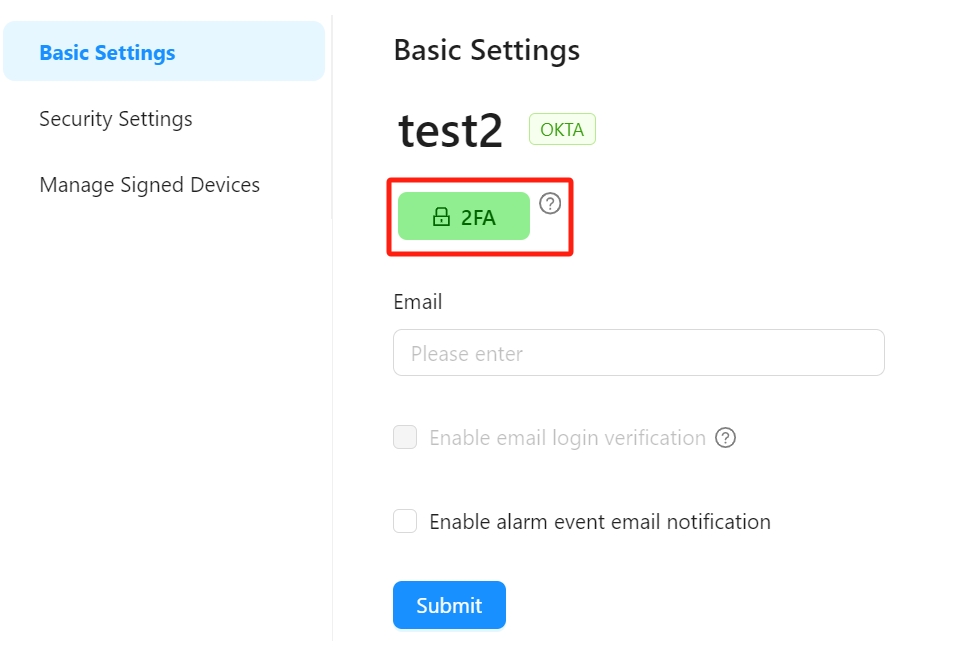 Basic Settings
Security Settings
Manage Signed Devices
Basic Settings
test2 OKTA
2FA
Email
Please enter
Enable email login verification
Enable alarm event email notification
Submit